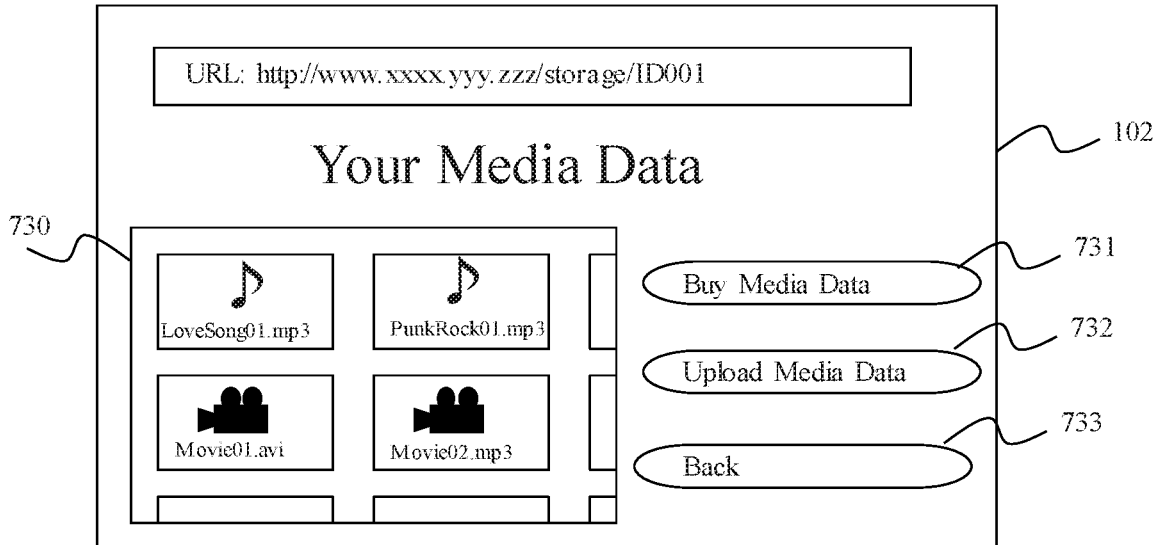 URL: http://www.xxxx.yyy.zzz/storage/ID001
102
Your Media Data
730
731
LoveSong01.mp3
PunkRock01.mp3
Buy Media Data
732
Upload Media Data
Movie01.avi
Movie02.mp3
733
Back